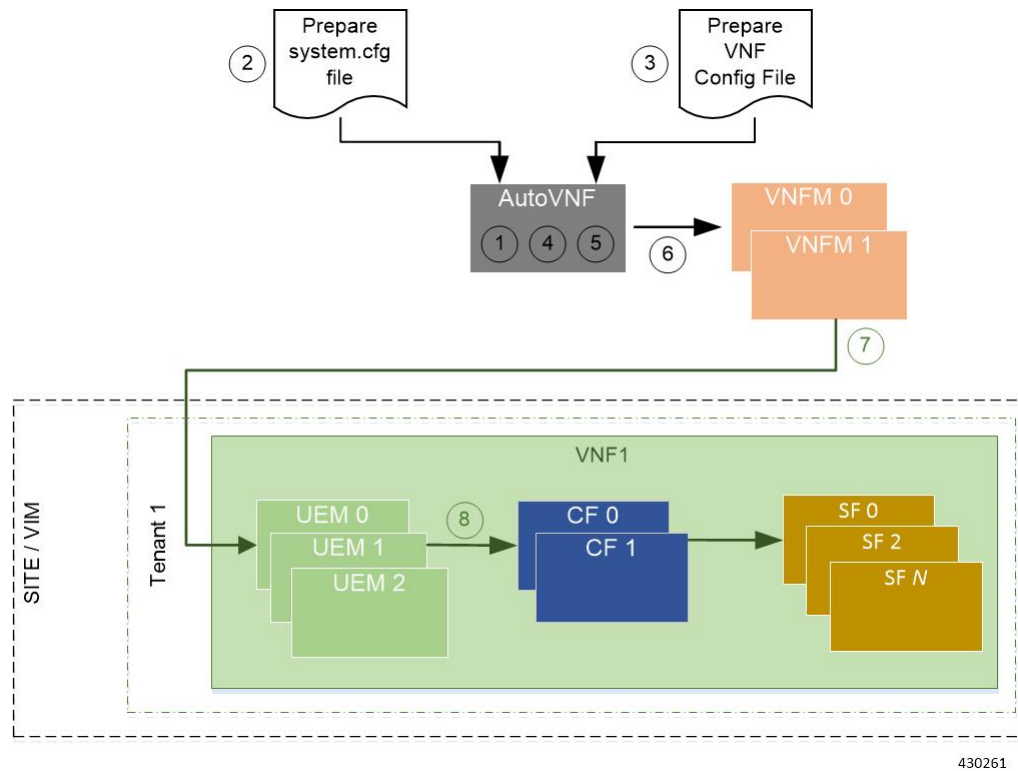 Prepare
system.cfg
file
2
Prepare
VNF
Config File
3
AutoVNF
1 4 5
6
VNFM 0
VNFM 1
7
SITE / VIM
Tenant 1
VNF1
UEM 0
UEM 1
UEM 2
8
CF 0
CF 1
SF 0
SF 2
SF N
430261